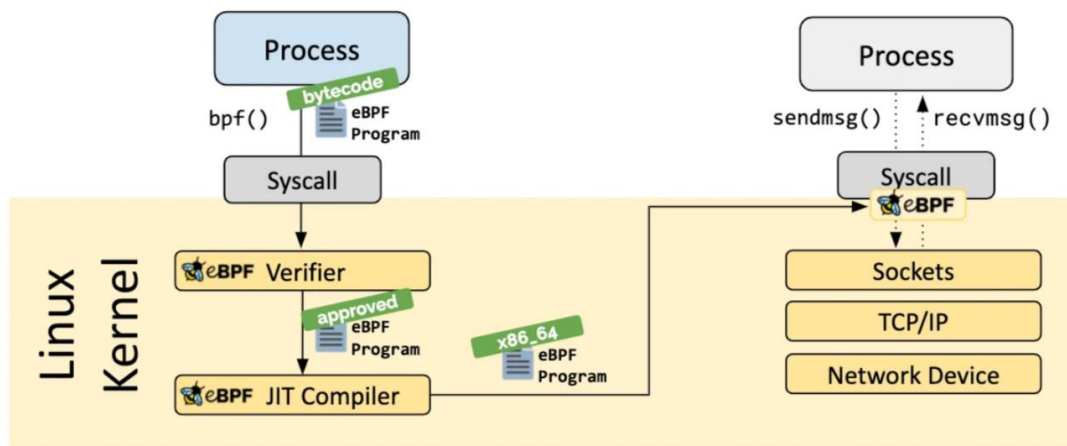 Process
bytecode
bpf()
eBPF
Program
Syscall
Linux
Kernel
eBPF Verifier
approved
eBPF
Program
eBPF JIT Compiler
x86_64
eBPF
Program
Process
sendmsg()
recvmsg()
Syscall
eBPF
Sockets
TCP/IP
Network Device